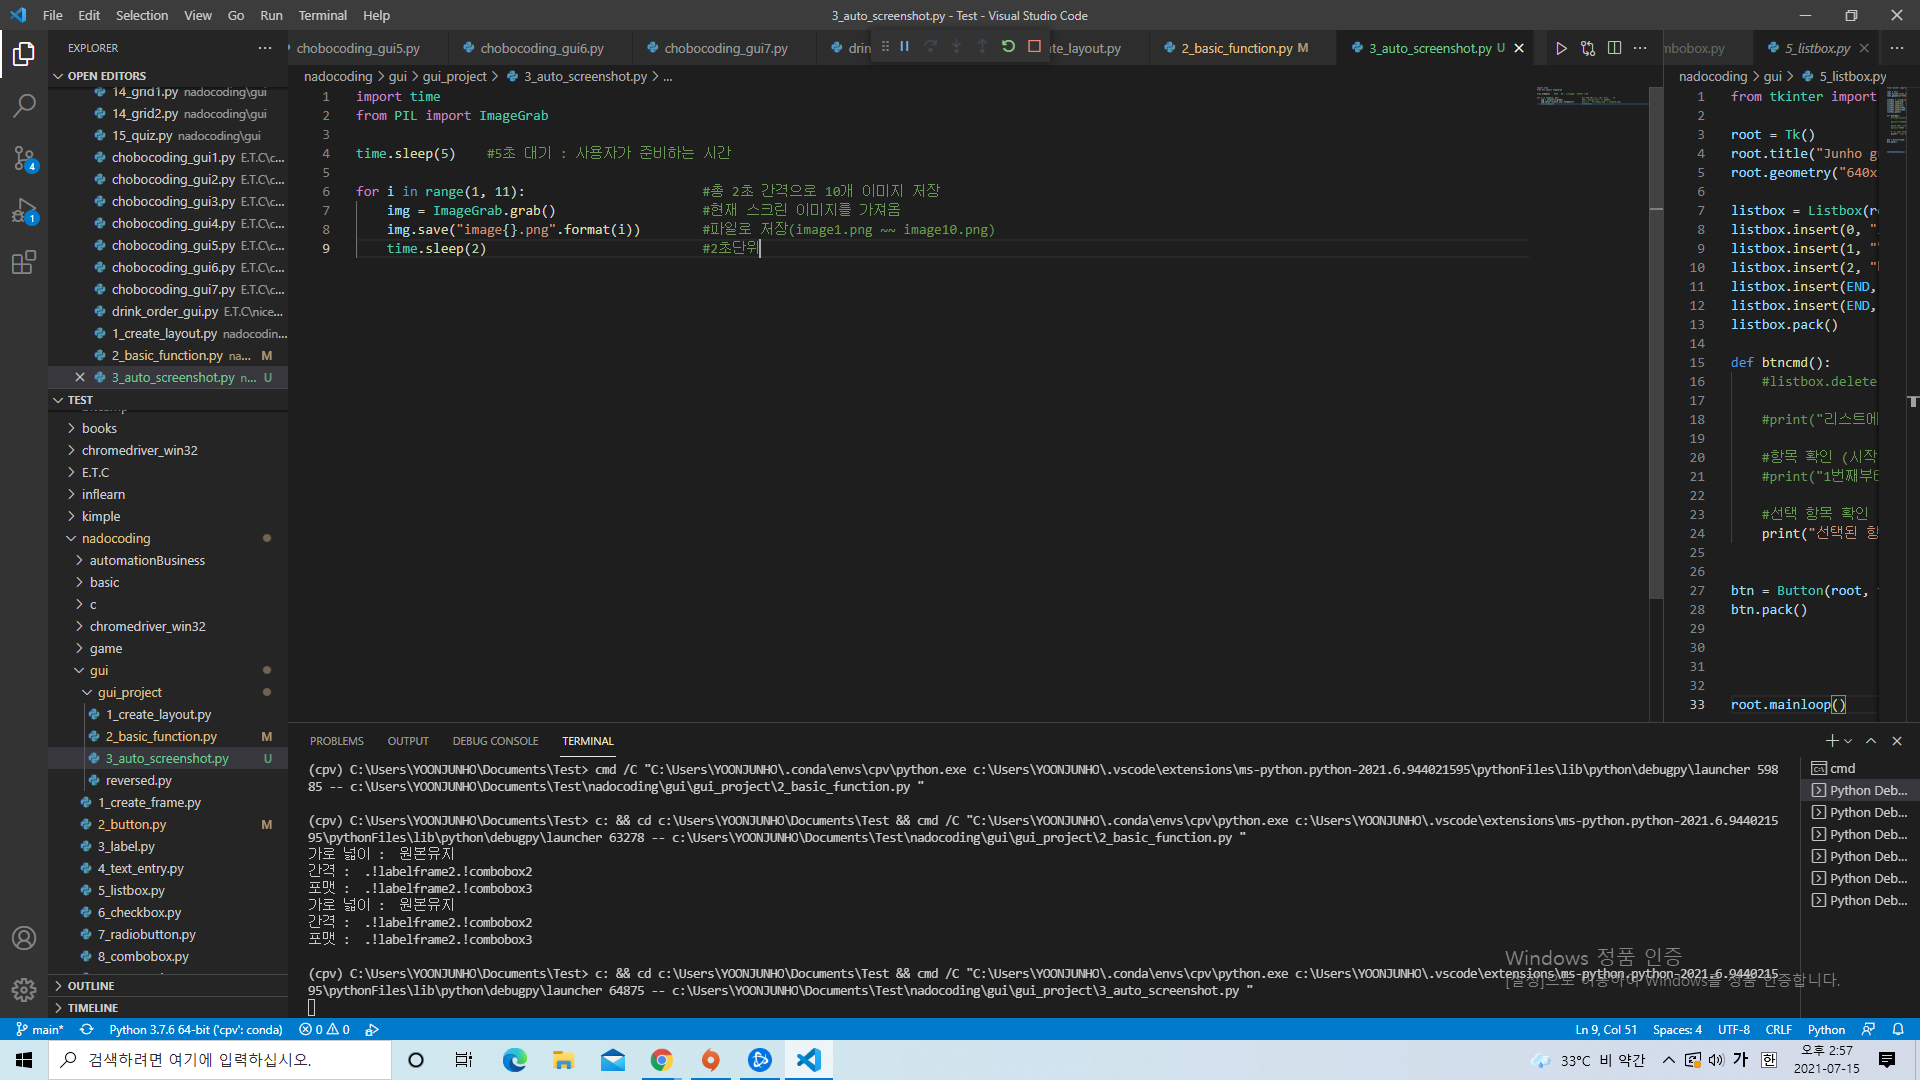 File Edit Selection View Go Run Terminal Help
3_auto_screenshot.py - Test - Visual Studio Code
EXPLORER
OPEN EDITORS
14_grid1.py nadocoding\gui
14_grid2.py nadocoding\gui
15_quiz.py nadocoding\gui
chobocoding_gui1.py E.T.C\c...
chobocoding_gui2.py E.T.C\c...
chobocoding_gui3.py E.T.C\c...
chobocoding_gui4.py E.T.C\c...
chobocoding_gui5.py E.T.C\c...
chobocoding_gui6.py E.T.C\c...
chobocoding_gui7.py E.T.C\c...
drink_order_gui.py E.T.C\nice...
1_create_layout.py nadocodin...
2_basic_function.py na... M
3_auto_screenshot.py n... U
TEST
books
chromedriver_win32
E.T.C
inflearn
kimple
nadocoding
automationBusiness
basic
c
chromedriver_win32
game
gui
gui_project
1_create_layout.py
2_basic_function.py M
3_auto_screenshot.py U
reversed.py
1_create_frame.py
2_button.py M
3_label.py
4_text_entry.py
5_listbox.py
6_checkbox.py
7_radiobutton.py
8_combobox.py
OUTLINE
TIMELINE
4
1
chobocoding_gui5.py chobocoding_gui6.py chobocoding_gui7.py drin te_layout.py 2_basic_function.py M 3_auto_screenshot.py U
nadocoding > gui > gui_project > 3_auto_screenshot.py > ...
1 import time
2 from PIL import ImageGrab
3
4 time.sleep(5) #5초 대기 : 사용자가 준비하는 시간
5
6 for i in range(1, 11): #총 2초 간격으로 10개 이미지 저장
7 img = ImageGrab.grab() #현재 스크린 이미지를 가져옴
8 img.save("image{}.png".format(i)) #파일로 저장(image1.png ~~ image10.png)
9 time.sleep(2) #2초단위
mbobox.py 5_listbox.py
nadocoding > gui > 5_listbox.py
1 from tkinter import
2
3 root = Tk()
4 root.title("Junho g
5 root.geometry("640x
6
7 listbox = Listbox(r
8 listbox.insert(0, "
9 listbox.insert(1, "
10 listbox.insert(2, "
11 listbox.insert(END,
12 listbox.insert(END,
13 listbox.pack()
14
15 def btncmd():
16 #listbox.delete
17
18 #print("리스트에
19
20 #항목 확인 (시작
21 #print("1번째부터
22
23 #선택 항목 확인
24 print("선택된 항
25
26
27 btn = Button(root,
28 btn.pack()
29
30
31
32
33 root.mainloop()
PROBLEMS OUTPUT DEBUG CONSOLE TERMINAL
(cpv) C:\Users\YOONJUNHO\Documents\Test> cmd /C "C:\Users\YOONJUNHO\.conda\envs\cpv\python.exe c:\Users\YOONJUNHO\.vscode\extensions\ms-python.python-2021.6.944021595\pythonFiles\lib\python\debugpy\launcher 598
85 -- c:\Users\YOONJUNHO\Documents\Test\nadocoding\gui\gui_project\2_basic_function.py "
(cpv) C:\Users\YOONJUNHO\Documents\Test> c: && cd c:\Users\YOONJUNHO\Documents\Test && cmd /C "C:\Users\YOONJUNHO\.conda\envs\cpv\python.exe c:\Users\YOONJUNHO\.vscode\extensions\ms-python.python-2021.6.9440215
95\pythonFiles\lib\python\debugpy\launcher 63278 -- c:\Users\YOONJUNHO\Documents\Test\nadocoding\gui\gui_project\2_basic_function.py "
가로 넓이 : 원본유지
간격 : .!labelframe2.!combobox2
포맷 : .!labelframe2.!combobox3
가로 넓이 : 원본유지
간격 : .!labelframe2.!combobox2
포맷 : .!labelframe2.!combobox3
(cpv) C:\Users\YOONJUNHO\Documents\Test> c: && cd c:\Users\YOONJUNHO\Documents\Test && cmd /C "C:\Users\YOONJUNHO\.conda\envs\cpv\python.exe c:\Users\YOONJUNHO\.vscode\extensions\ms-python.python-2021.6.9440215
95\pythonFiles\lib\python\debugpy\launcher 64875 -- c:\Users\YOONJUNHO\Documents\Test\nadocoding\gui\gui_project\3_auto_screenshot.py "
cmd
Python Deb...
Python Deb...
Python Deb...
Python Deb...
Python Deb...
Python Deb...
Windows 정품 인증
[설정]으로 이동하여 Windows를 정품 인증합니다.
main* Python 3.7.6 64-bit ('cpv': conda) 0 0
Ln 9, Col 51 Spaces: 4 UTF-8 CRLF Python
검색하려면 여기에 입력하십시오.
33°C 비 약간
가 한
오후 2:57
2021-07-15